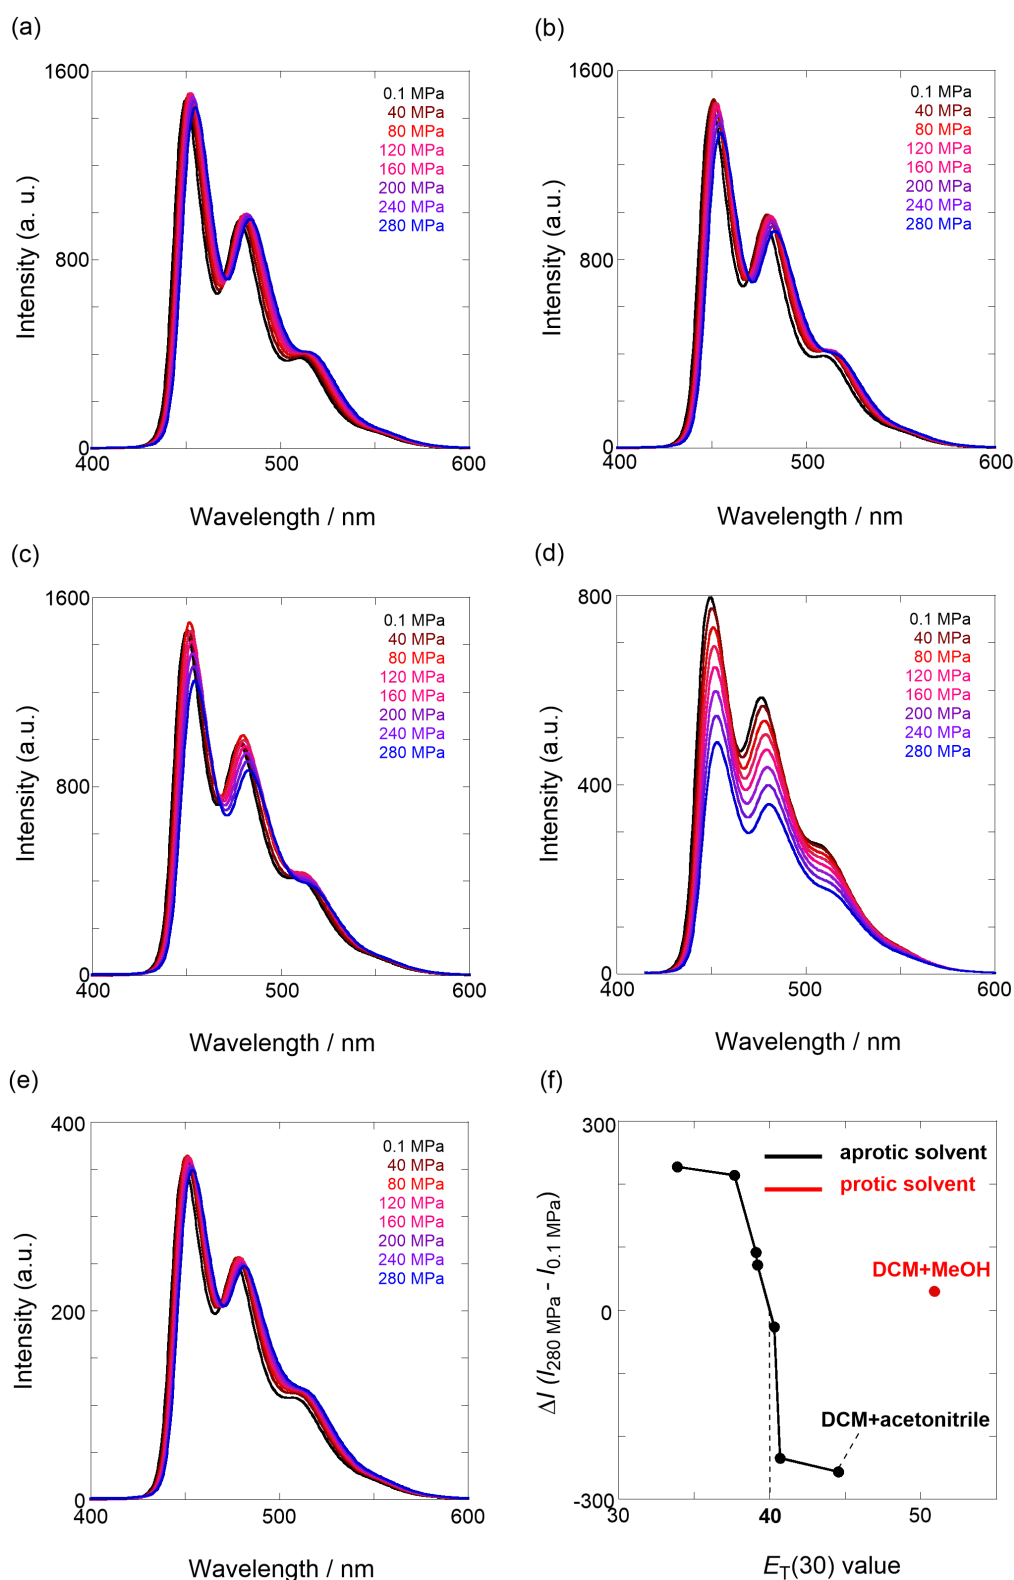 (a)
1600
800
0
400
500
600
Intensity (a. u.)
Wavelength / nm
0.1 MPa
40 MPa
80 MPa
120 MPa
160 MPa
200 MPa
240 MPa
280 MPa
(b)
1600
800
0
400
500
600
Intensity (a.u.)
Wavelength / nm
0.1 MPa
40 MPa
80 MPa
120 MPa
160 MPa
200 MPa
240 MPa
280 MPa
(c)
1600
800
0
400
500
600
Intensity (a.u.)
Wavelength / nm
0.1 MPa
40 MPa
80 MPa
120 MPa
160 MPa
200 MPa
240 MPa
280 MPa
(d)
800
400
0
400
500
600
Intensity (a.u.)
Wavelength / nm
0.1 MPa
40 MPa
80 MPa
120 MPa
160 MPa
200 MPa
240 MPa
280 MPa
(e)
400
200
0
400
500
600
Intensity (a.u.)
Wavelength / nm
0.1 MPa
40 MPa
80 MPa
120 MPa
160 MPa
200 MPa
240 MPa
280 MPa
(f)
300
0
-300
30
40
50
ΔI (I280 MPa - I0.1 MPa)
ET(30) value
aprotic solvent
protic solvent
DCM+MeOH
DCM+acetonitrile